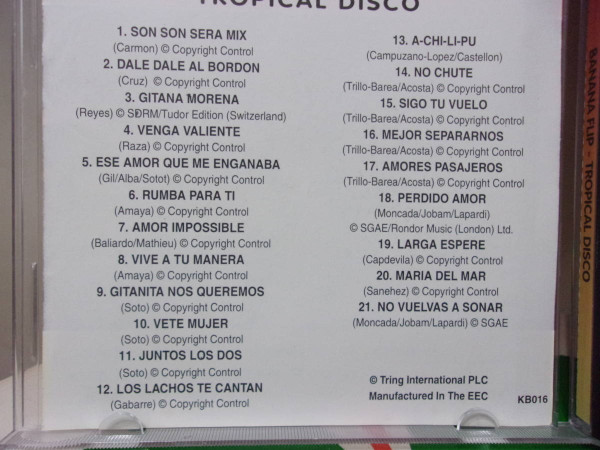 TROPICAL DISCO
1. SON SON SERA MIX
(Carmon) © Copyright Control
2. DALE DALE AL BORDON
(Cruz) © Copyright Control
3. GITANA MORENA
(Reyes) © SÐRM/Tudor Edition (Switzerland)
4. VENGA VALIENTE
(Raza) © Copyright Control
5. ESE AMOR QUE ME ENGANABA
(Gil/Alba/Sotot) © Copyright Control
6. RUMBA PARA TI
(Amaya) © Copyright Control
7. AMOR IMPOSSIBLE
(Baliardo/Mathieu) © Copyright Control
8. VIVE A TU MANERA
(Amaya) © Copyright Control
9. GITANITA NOS QUEREMOS
(Soto) © Copyright Control
10. VETE MUJER
(Soto) © Copyright Control
11. JUNTOS LOS DOS
(Soto) © Copyright Control
12. LOS LACHOS TE CANTAN
(Gabarre) © Copyright Control
13. A-CHI-LI-PU
(Campuzano-Lopez/Castellon)
14. NO CHUTE
(Trillo-Barea/Acosta) © Copyright Control
15. SIGO TU VUELO
(Trillo-Barea/Acosta) © Copyright Control
16. MEJOR SEPARARNOS
(Trillo-Barea/Acosta) © Copyright Control
17. AMORES PASAJEROS
(Trillo-Barea/Acosta) © Copyright Control
18. PERDIDO AMOR
(Moncada/Jobam/Lapardi)
© SGAE/Rondor Music (London) Ltd.
19. LARGA ESPERE
(Capdevila) © Copyright Control
20. MARIA DEL MAR
(Sanehez) © Copyright Control
21. NO VUELVAS A SONAR
(Moncada/Jobam/Lapardi) © SGAE
© Tring International PLC
Manufactured In The EEC
KB016
BANANA FLIP - TROPICAL DISCO